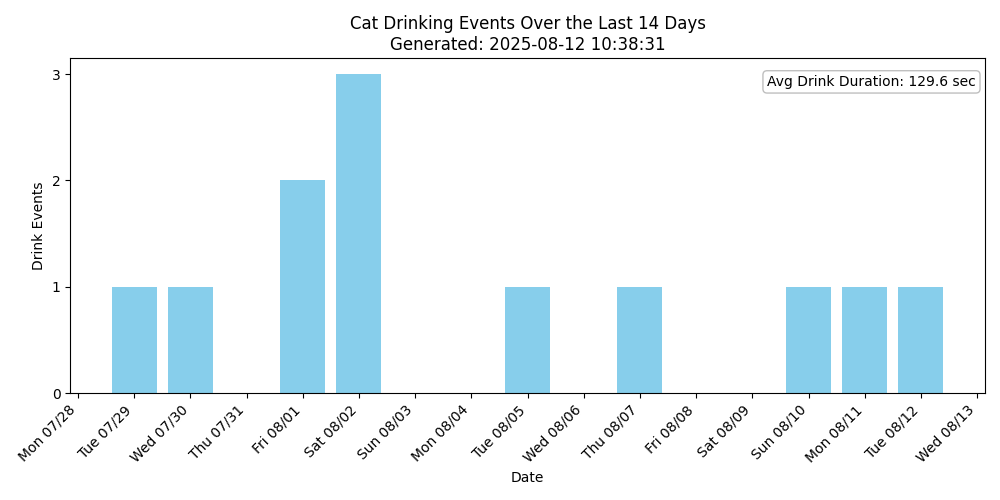 Cat Drinking Events Over the Last 14 Days
Generated: 2025-08-12 10:38:31
Avg Drink Duration: 129.6 sec
Drink Events
3
2
1
0
Mon 07/28
Tue 07/29
Wed 07/30
Thu 07/31
Fri 08/01
Sat 08/02
Sun 08/03
Mon 08/04
Tue 08/05
Wed 08/06
Thu 08/07
Fri 08/08
Sat 08/09
Sun 08/10
Mon 08/11
Tue 08/12
Wed 08/13
Date